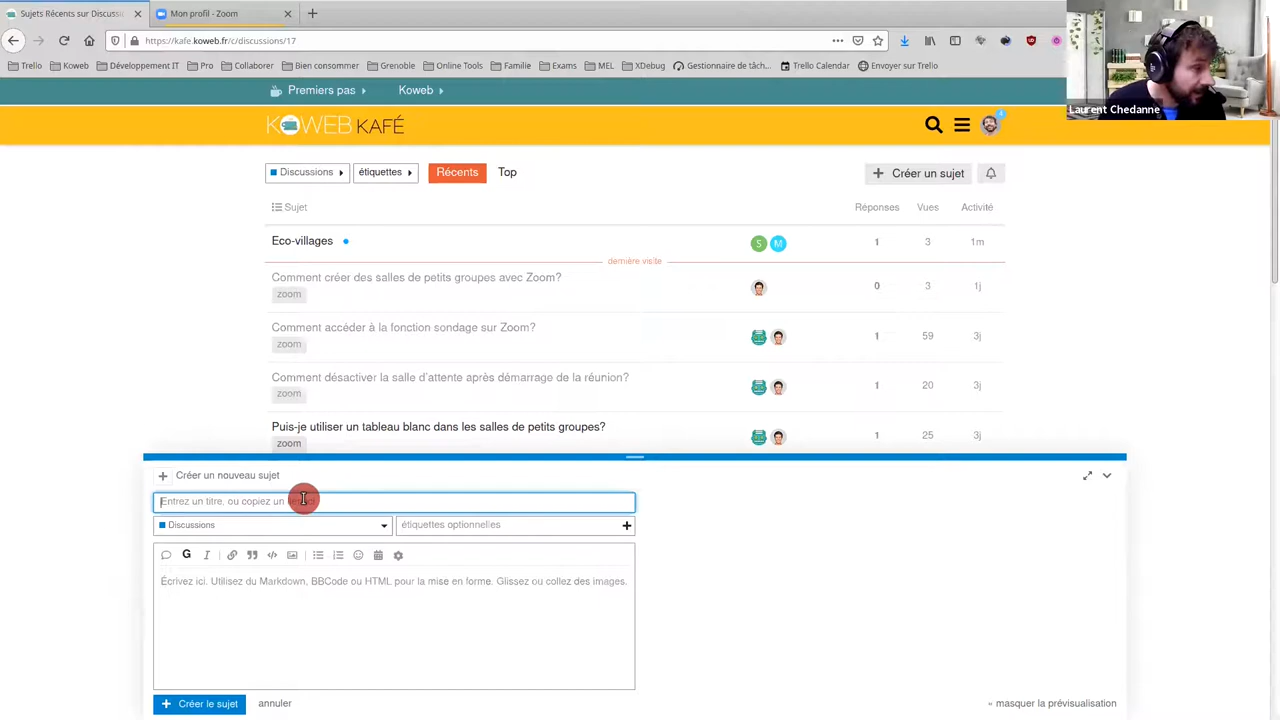 Sujets Récents sur Discussi
Mon profil - Zoom
https://kafe.koweb.fr/c/discussions/17
Trello
Koweb
Développement IT
Pro
Collaborer
Bien consommer
Grenoble
Online Tools
Famille
Exams
MEL
XDebug
Gestionnaire de tâch...
Trello Calendar
Envoyer sur Trello
Laurent Chedanne
Premiers pas
Koweb
KOWEB KAFÉ
Discussions
étiquettes
Récents
Top
+ Créer un sujet
Sujet
Réponses
Vues
Activité
Eco-villages
S
M
1
3
1m
dernière visite
Comment créer des salles de petits groupes avec Zoom?
zoom
0
3
1j
Comment accéder à la fonction sondage sur Zoom?
zoom
1
59
3j
Comment désactiver la salle d'attente après démarrage de la réunion?
zoom
1
20
3j
Puis-je utiliser un tableau blanc dans les salles de petits groupes?
zoom
1
25
3j
+ Créer un nouveau sujet
Entrez un titre, ou copiez un
Discussions
étiquettes optionnelles
G
I
Écrivez ici. Utilisez du Markdown, BBCode ou HTML pour la mise en forme. Glissez ou collez des images.
+ Créer le sujet
annuler
« masquer la prévisualisation